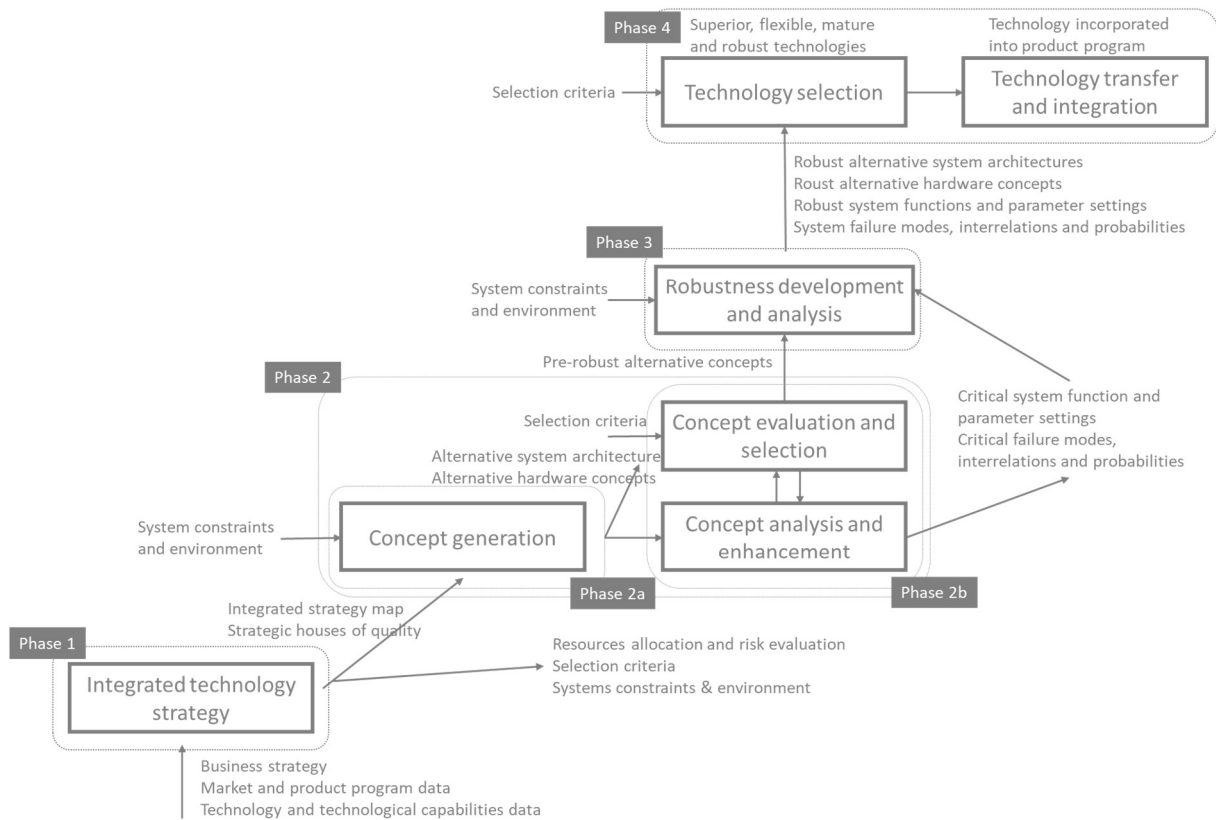 Phase 4
Superior, flexible, mature
and robust technologies
Technology incorporated
into product program
Selection criteria
Technology selection
Technology transfer
and integration
Robust alternative system architectures
Roust alternative hardware concepts
Robust system functions and parameter settings
System failure modes, interrelations and probabilities
Phase 3
System constraints
and environment
Robustness development
and analysis
Pre-robust alternative concepts
Phase 2
Selection criteria
Concept evaluation and
selection
Critical system function and
parameter settings
Critical failure modes,
interrelations and probabilities
Alternative system architecture
Alternative hardware concepts
System constraints
and environment
Concept generation
Concept analysis and
enhancement
Phase 2a
Phase 2b
Integrated strategy map
Strategic houses of quality
Phase 1
Integrated technology
strategy
Resources allocation and risk evaluation
Selection criteria
Systems constraints & environment
Business strategy
Market and product program data
Technology and technological capabilities data